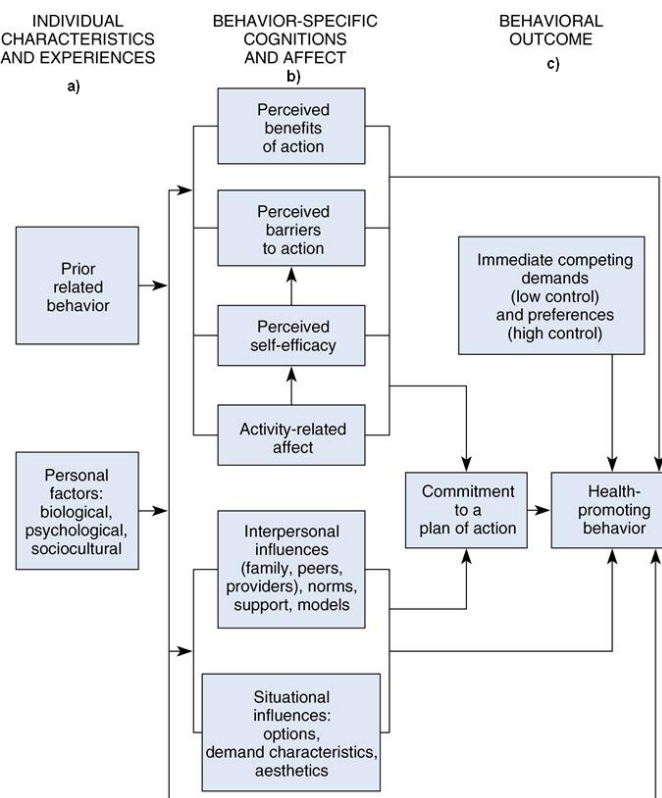 INDIVIDUAL
CHARACTERISTICS
AND EXPERIENCES
a)
BEHAVIOR-SPECIFIC
COGNITIONS
AND AFFECT
b)
BEHAVIORAL
OUTCOME
c)
Perceived
benefits
of action
Perceived
barriers
to action
Prior
related
behavior
Immediate competing
demands
(low control)
and preferences
(high control)
Perceived
self-efficacy
Activity-related
affect
Personal
factors:
biological,
psychological,
sociocultural
Commitment
to a
plan of action
Health-
promoting
behavior
Interpersonal
influences
(family, peers,
providers), norms,
support, models
Situational
influences:
options,
demand characteristics,
aesthetics